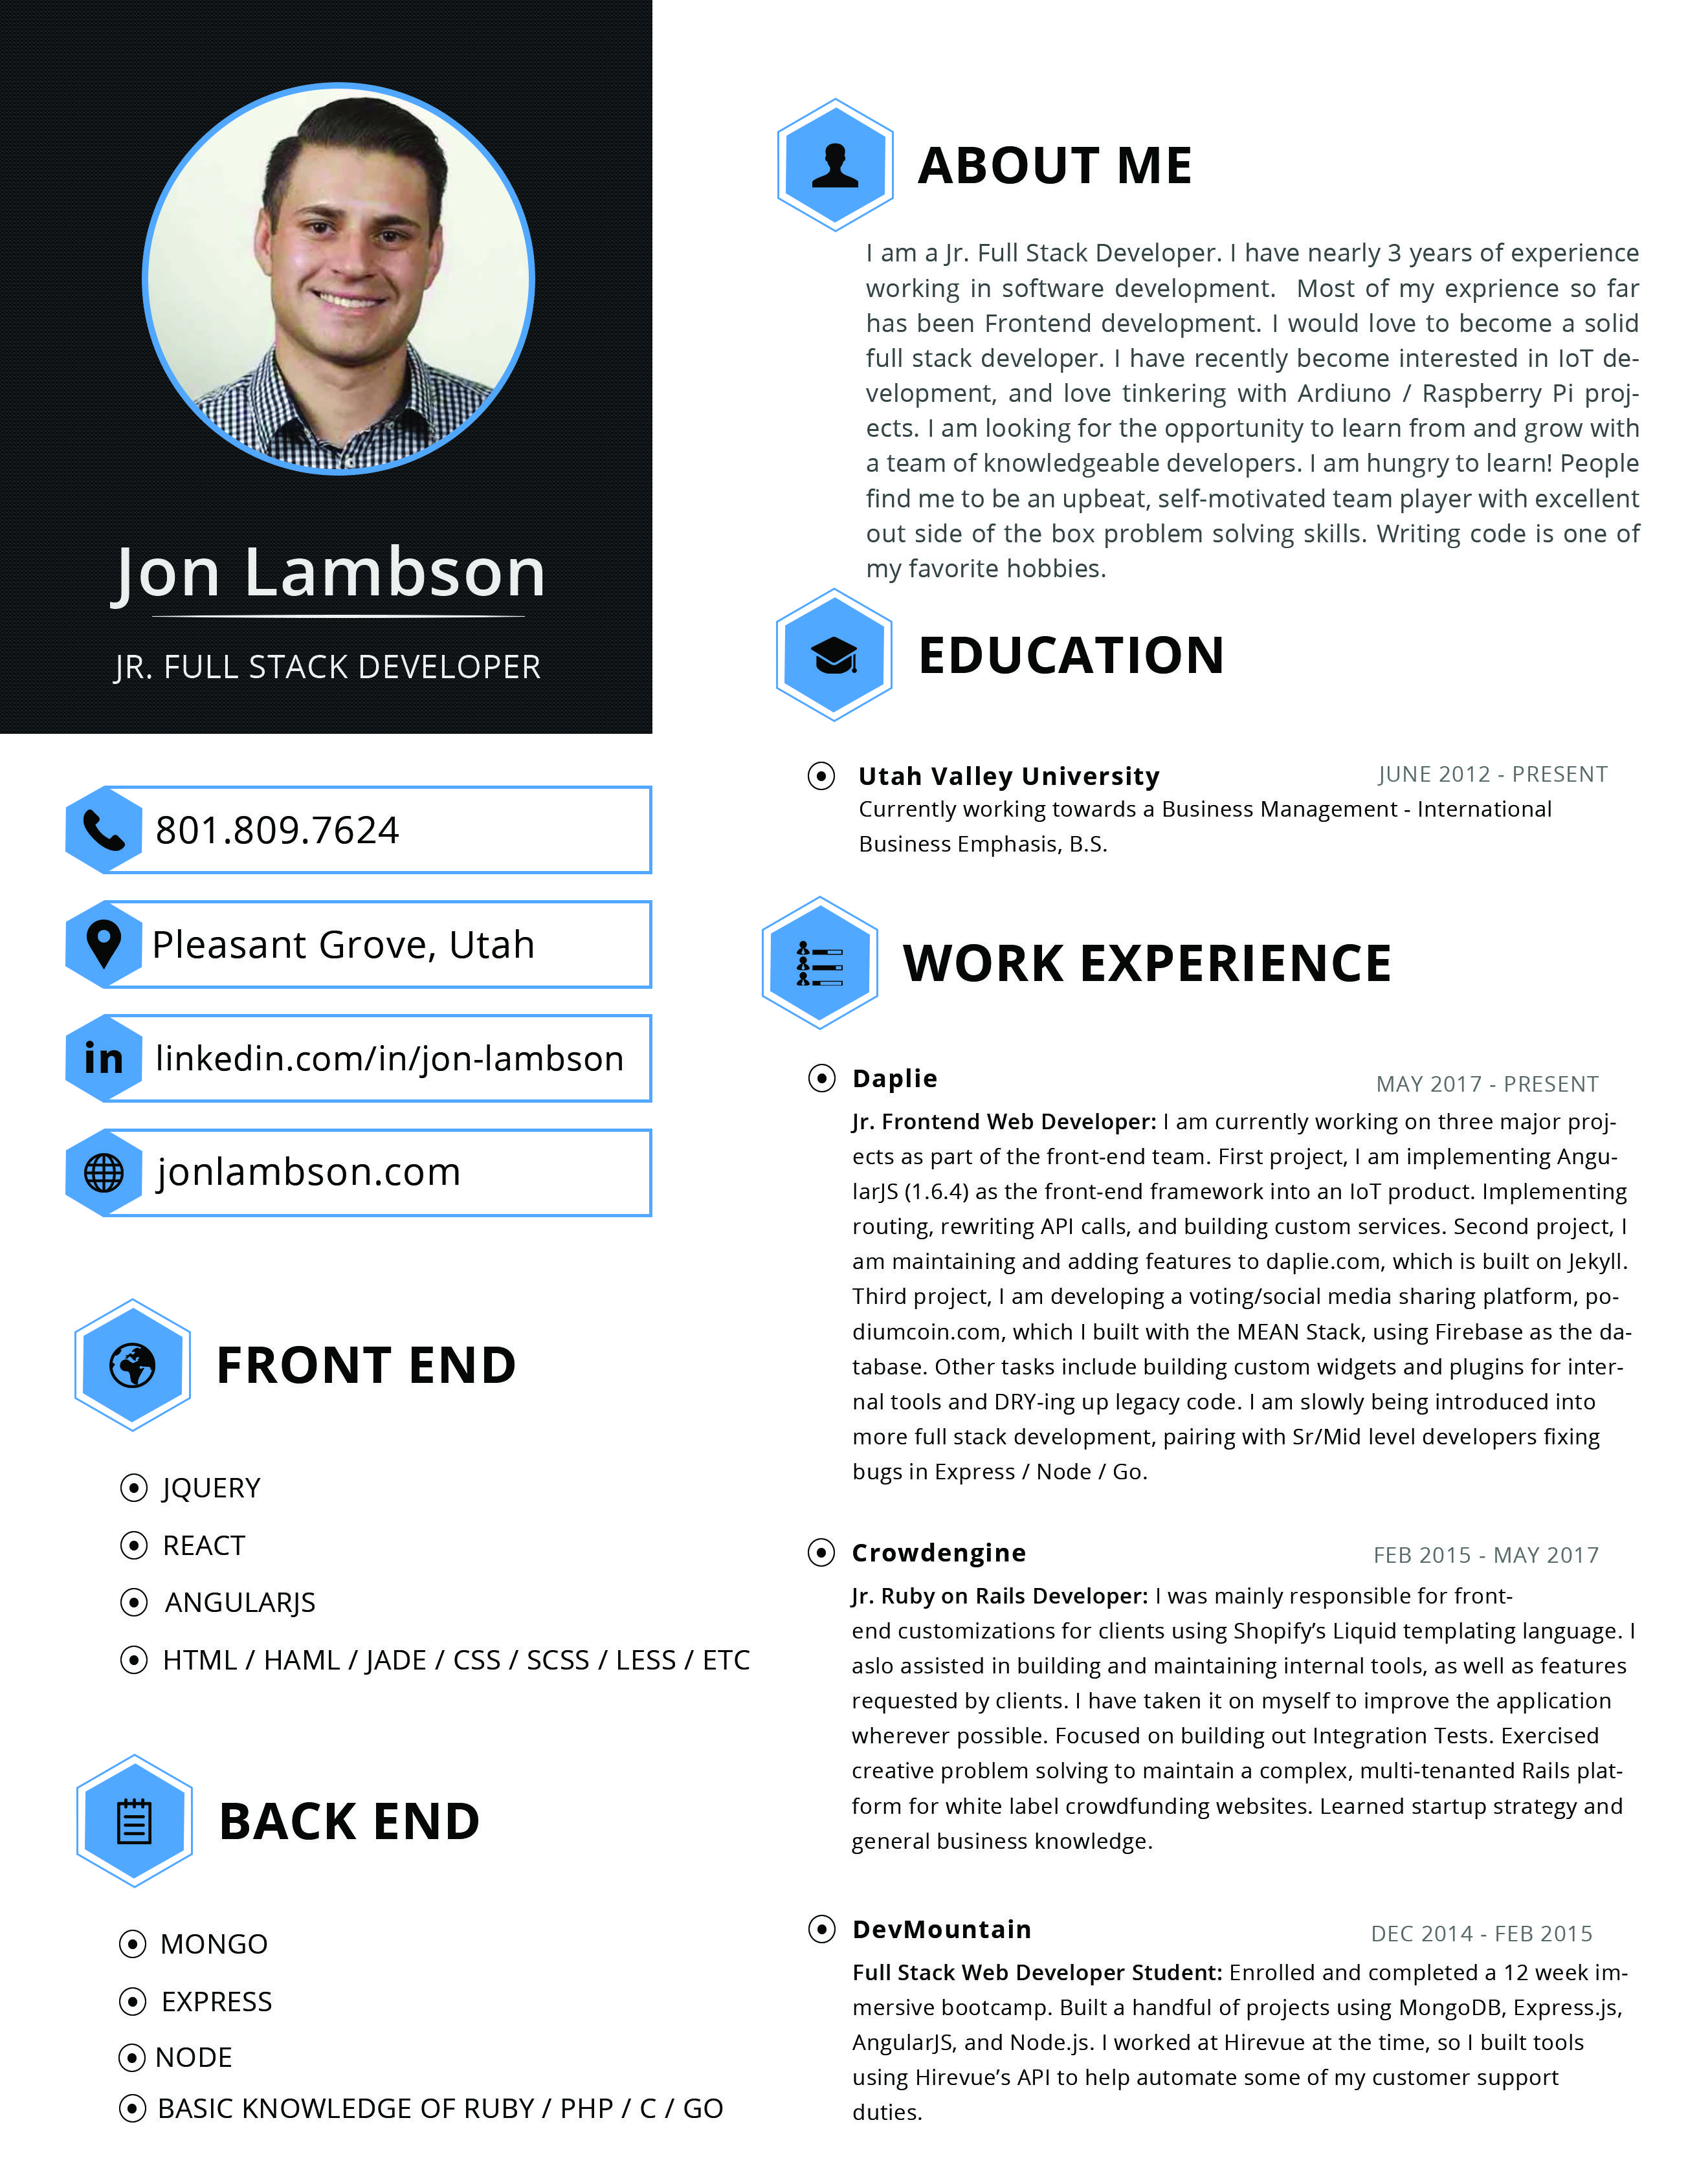 Jon Lambson
JR. FULL STACK DEVELOPER
801.809.7624
Pleasant Grove, Utah
in linkedin.com/in/jon-lambson
jonlambson.com
FRONT END
JQUERY
REACT
ANGULARJS
HTML / HAML / JADE / CSS / SCSS / LESS / ETC
BACK END
MONGO
EXPRESS
NODE
BASIC KNOWLEDGE OF RUBY / PHP / C / GO
ABOUT ME
I am a Jr. Full Stack Developer. I have nearly 3 years of experience
working in software development. Most of my exprience so far
has been Frontend development. I would love to become a solid
full stack developer. I have recently become interested in IoT de-
velopment, and love tinkering with Ardiuno / Raspberry Pi proj-
ects. I am looking for the opportunity to learn from and grow with
a team of knowledgeable developers. I am hungry to learn! People
find me to be an upbeat, self-motivated team player with excellent
out side of the box problem solving skills. Writing code is one of
my favorite hobbies.
EDUCATION
Utah Valley University JUNE 2012 - PRESENT
Currently working towards a Business Management - International
Business Emphasis, B.S.
WORK EXPERIENCE
Daplie MAY 2017 - PRESENT
Jr. Frontend Web Developer: I am currently working on three major proj-
ects as part of the front-end team. First project, I am implementing Angu-
larJS (1.6.4) as the front-end framework into an IoT product. Implementing
routing, rewriting API calls, and building custom services. Second project, I
am maintaining and adding features to daplie.com, which is built on Jekyll.
Third project, I am developing a voting/social media sharing platform, po-
diumcoin.com, which I built with the MEAN Stack, using Firebase as the da-
tabase. Other tasks include building custom widgets and plugins for inter-
nal tools and DRY-ing up legacy code. I am slowly being introduced into
more full stack development, pairing with Sr/Mid level developers fixing
bugs in Express / Node / Go.
Crowdengine FEB 2015 - MAY 2017
Jr. Ruby on Rails Developer: I was mainly responsible for front-
end customizations for clients using Shopify’s Liquid templating language. I
aslo assisted in building and maintaining internal tools, as well as features
requested by clients. I have taken it on myself to improve the application
wherever possible. Focused on building out Integration Tests. Exercised
creative problem solving to maintain a complex, multi-tenanted Rails plat-
form for white label crowdfunding websites. Learned startup strategy and
general business knowledge.
DevMountain DEC 2014 - FEB 2015
Full Stack Web Developer Student: Enrolled and completed a 12 week im-
mersive bootcamp. Built a handful of projects using MongoDB, Express.js,
AngularJS, and Node.js. I worked at Hirevue at the time, so I built tools
using Hirevue’s API to help automate some of my customer support
duties.